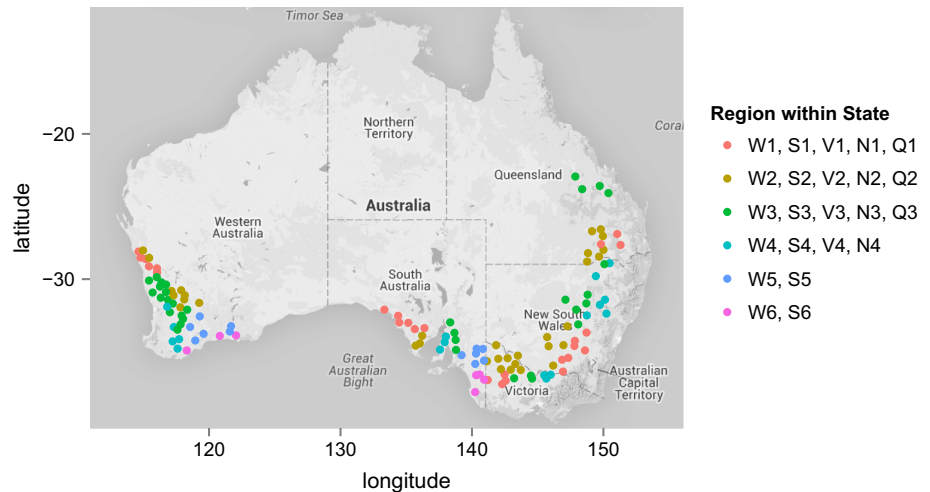 Timor Sea
−20
Northern
Territory
Coral
Queensland
Australia
Western
Australia
South
Australia
−30
New South
Wales
Great
Australian
Bight
Victoria
Australian
Capital
Territory
120
130
140
150
longitude
latitude
Region within State
W1, S1, V1, N1, Q1
W2, S2, V2, N2, Q2
W3, S3, V3, N3, Q3
W4, S4, V4, N4
W5, S5
W6, S6